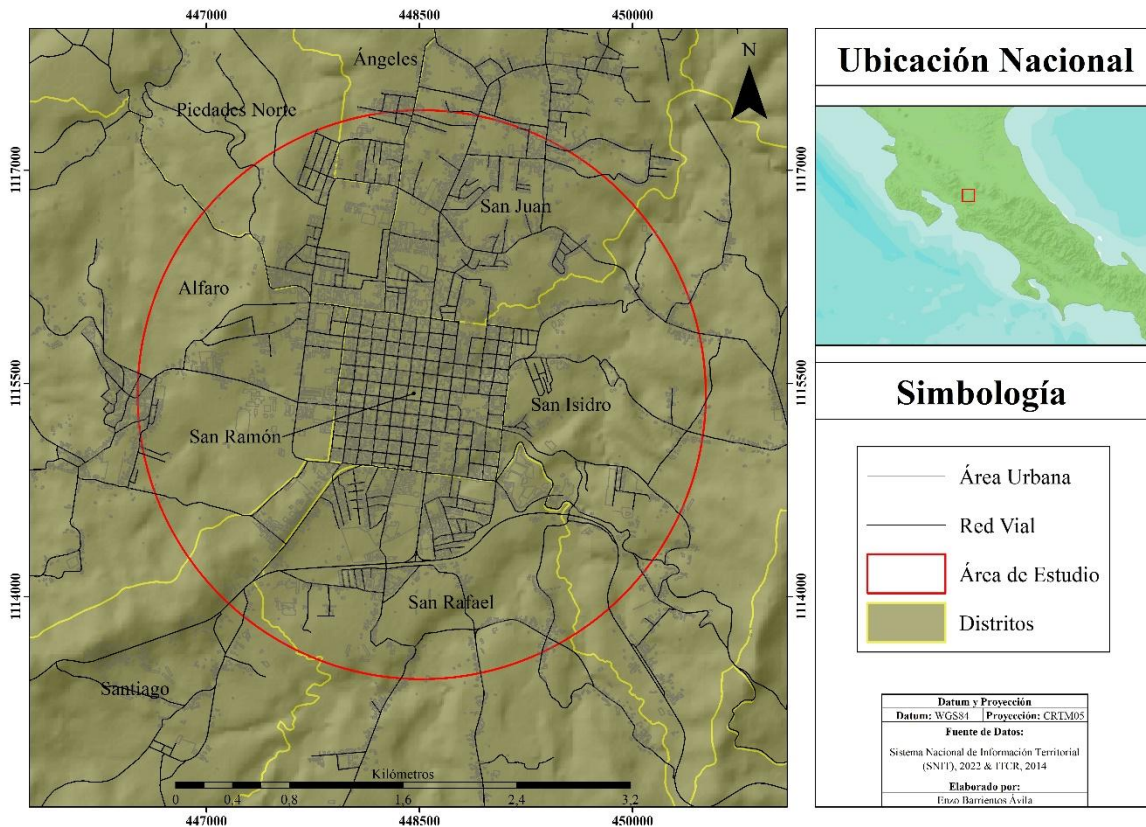 447000
448500
450000
Ángeles
N
Piedades Norte
1117000
1117000
San Juan
Alfaro
1115500
1115500
San Isidro
San Ramón
1114000
1114000
San Rafael
Santiago
Kilómetros
0
0,4
0,8
1,6
2,4
3,2
447000
448500
450000
Ubicación Nacional
Simbología
Área Urbana
Red Vial
Área de Estudio
Distritos
Datum y Proyección
Datum: WGS84 Proyección: CRTM05
Fuente de Datos:
Sistema Nacional de Información Territorial
(SNIT), 2022 & ITCR, 2014
Elaborado por:
Enzo Barrientos Ávila